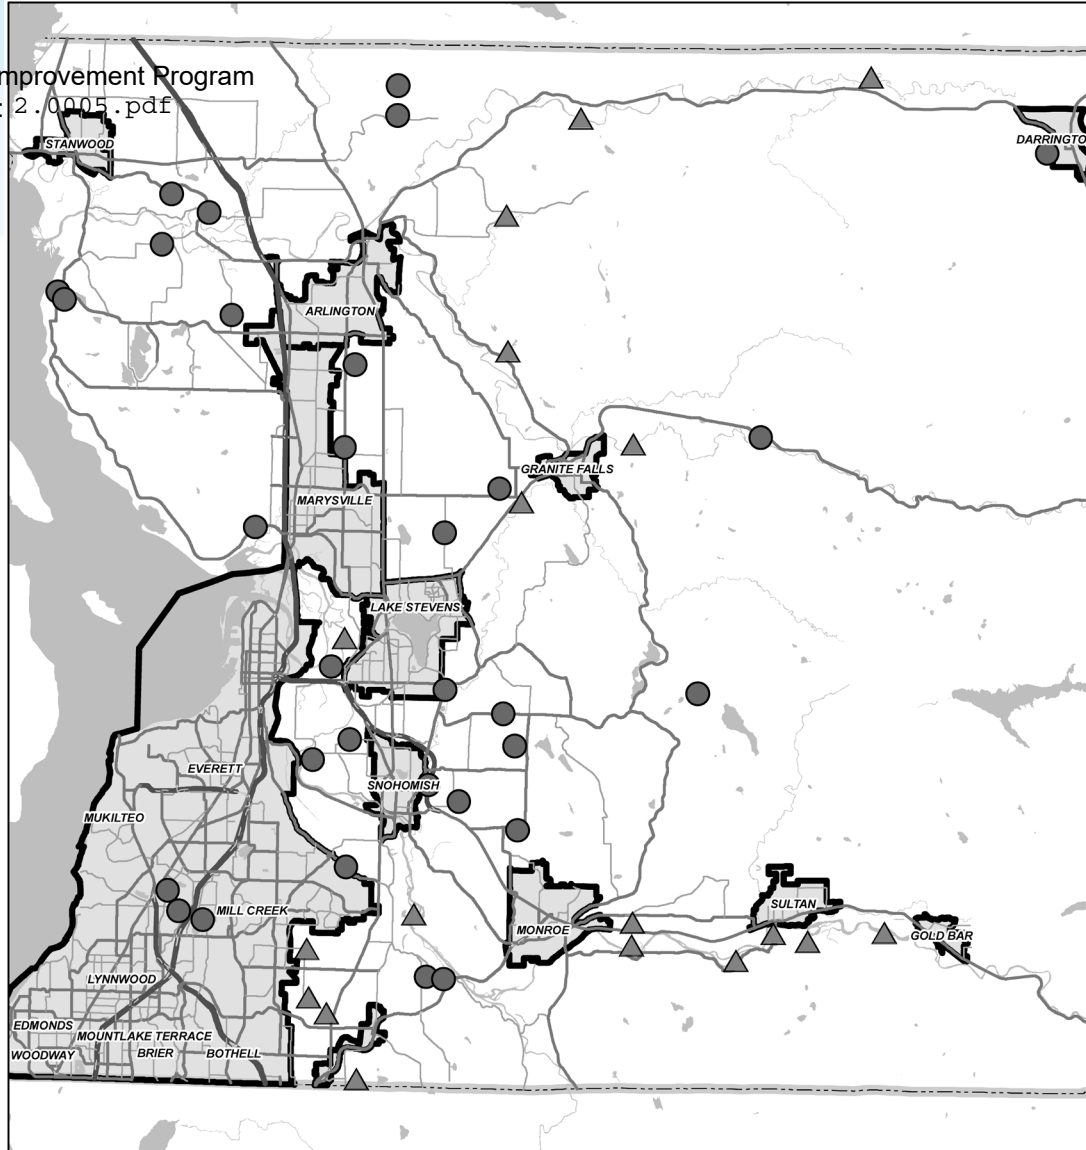 mprovement Program
2.0005.pdf
STANWOOD
DARRINGTO
ARLINGTON
GRANITE FALLS
MARYSVILLE
LAKE STEVENS
EVERETT
SNOHOMISH
MUKILTEO
MILL CREEK
SULTAN
MONROE
GOLD BAR
LYNNWOOD
EDMONDS
MOUNTLAKE TERRACE
WOODWAY
BRIER
BOTHELL